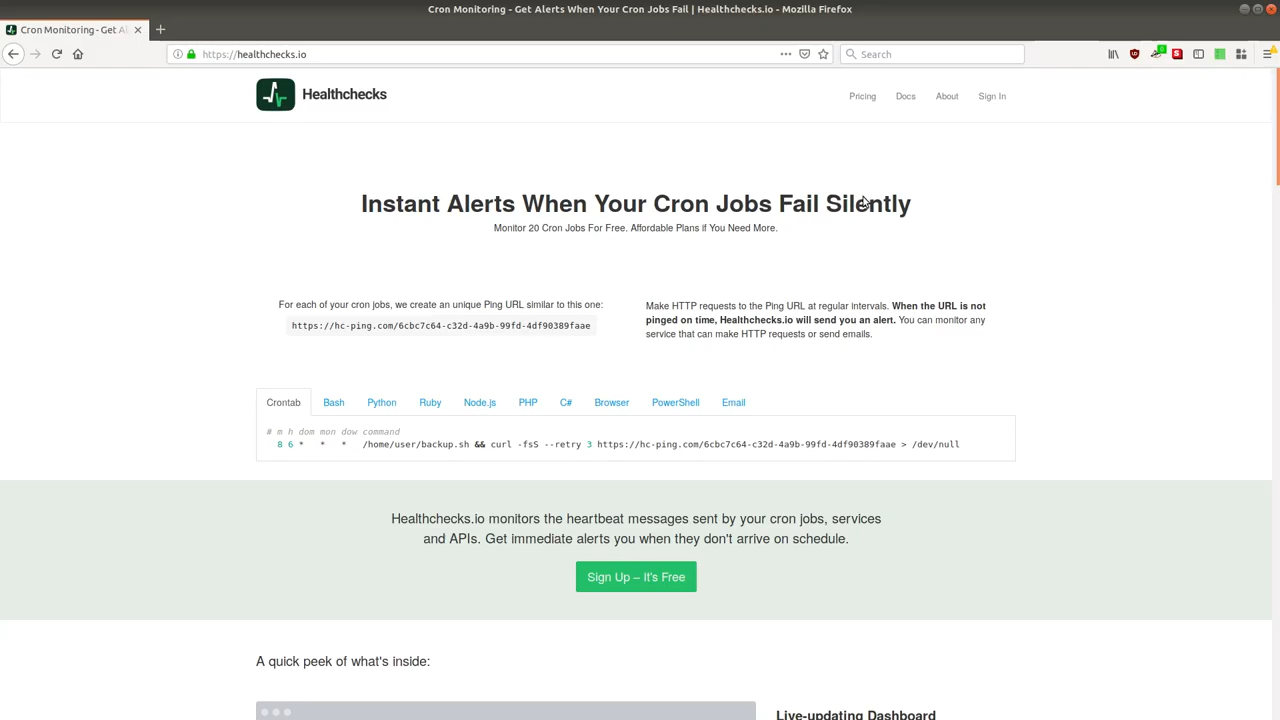 Cron Monitoring - Get Alerts When Your Cron Jobs Fail | Healthchecks.io - Mozilla Firefox
Cron Monitoring - Get Al
https://healthchecks.io
Search
Healthchecks
Pricing
Docs
About
Sign In
Instant Alerts When Your Cron Jobs Fail Silently
Monitor 20 Cron Jobs For Free. Affordable Plans if You Need More.
For each of your cron jobs, we create an unique Ping URL similar to this one:
https://hc-ping.com/6cbc7c64-c32d-4a9b-99fd-4df90389faae
Make HTTP requests to the Ping URL at regular intervals. When the URL is not
pinged on time, Healthchecks.io will send you an alert. You can monitor any
service that can make HTTP requests or send emails.
Crontab
Bash
Python
Ruby
Node.js
PHP
C#
Browser
PowerShell
Email
# m h dom mon dow command
8 6 * * * /home/user/backup.sh && curl -fsS --retry 3 https://hc-ping.com/6cbc7c64-c32d-4a9b-99fd-4df90389faae > /dev/null
Healthchecks.io monitors the heartbeat messages sent by your cron jobs, services
and APIs. Get immediate alerts you when they don't arrive on schedule.
Sign Up – It's Free
A quick peek of what's inside:
Live-updating Dashboard